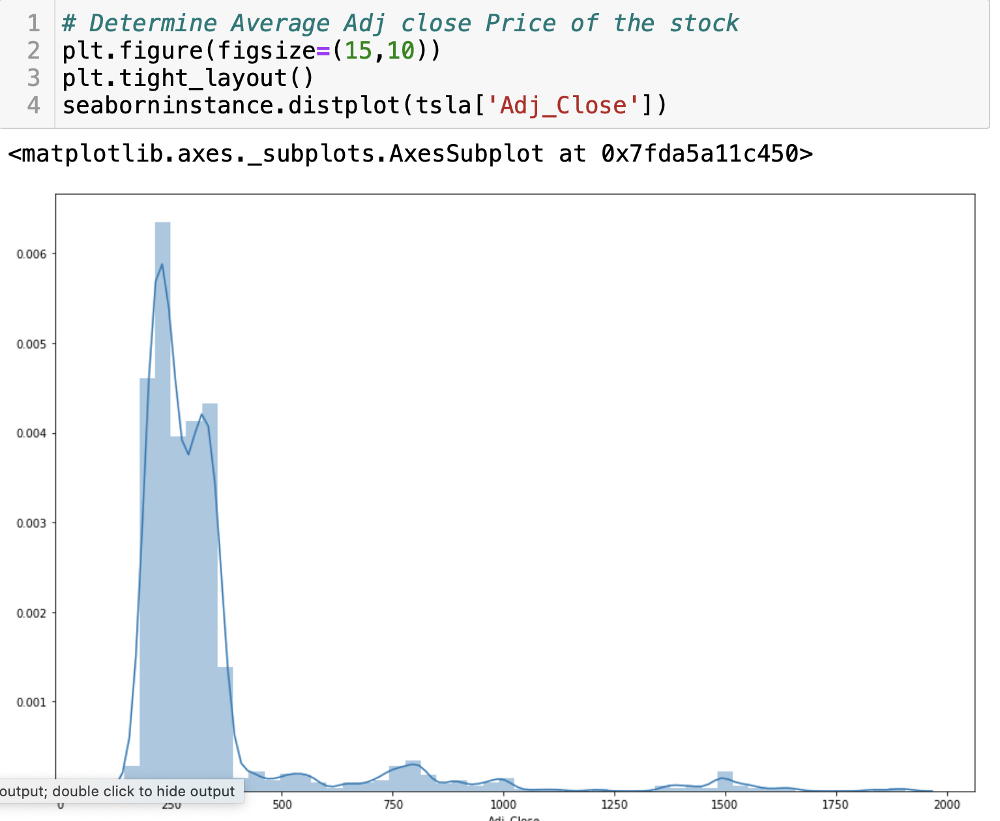 1 # Determine Average Adj close Price of the stock
2 plt.figure(figsize=(15,10))
3 plt.tight_layout()
4 seaborninstance.distplot(tsla['Adj_Close'])
<matplotlib.axes._subplots.AxesSubplot at 0x7fda5a11c450>
0.006
0.005
0.004
0.003
0.002
0.001
output; double click to hide output
0 250 500 750 1000 1250 1500 1750 2000
Adj_Close